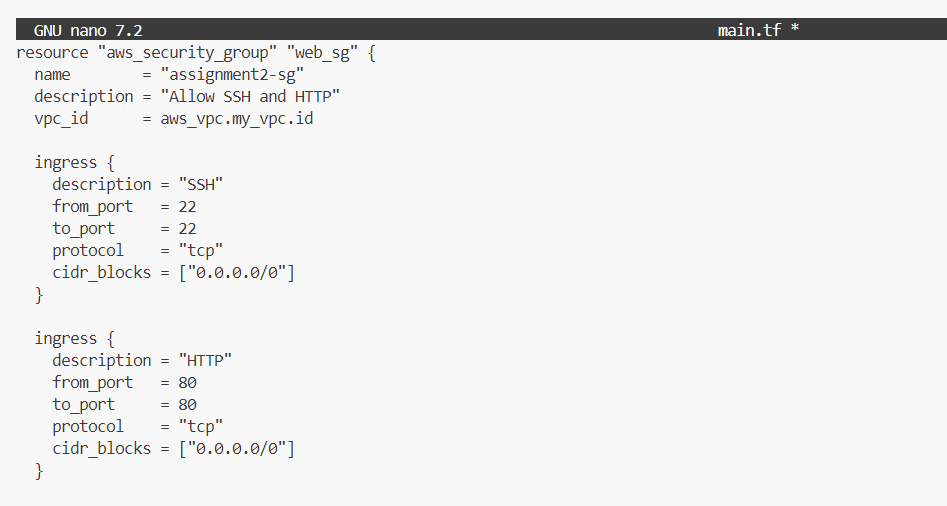 GNU nano 7.2 main.tf *
resource "aws_security_group" "web_sg" {
  name        = "assignment2-sg"
  description = "Allow SSH and HTTP"
  vpc_id      = aws_vpc.my_vpc.id

  ingress {
    description = "SSH"
    from_port   = 22
    to_port     = 22
    protocol    = "tcp"
    cidr_blocks = ["0.0.0.0/0"]
  }

  ingress {
    description = "HTTP"
    from_port   = 80
    to_port     = 80
    protocol    = "tcp"
    cidr_blocks = ["0.0.0.0/0"]
  }